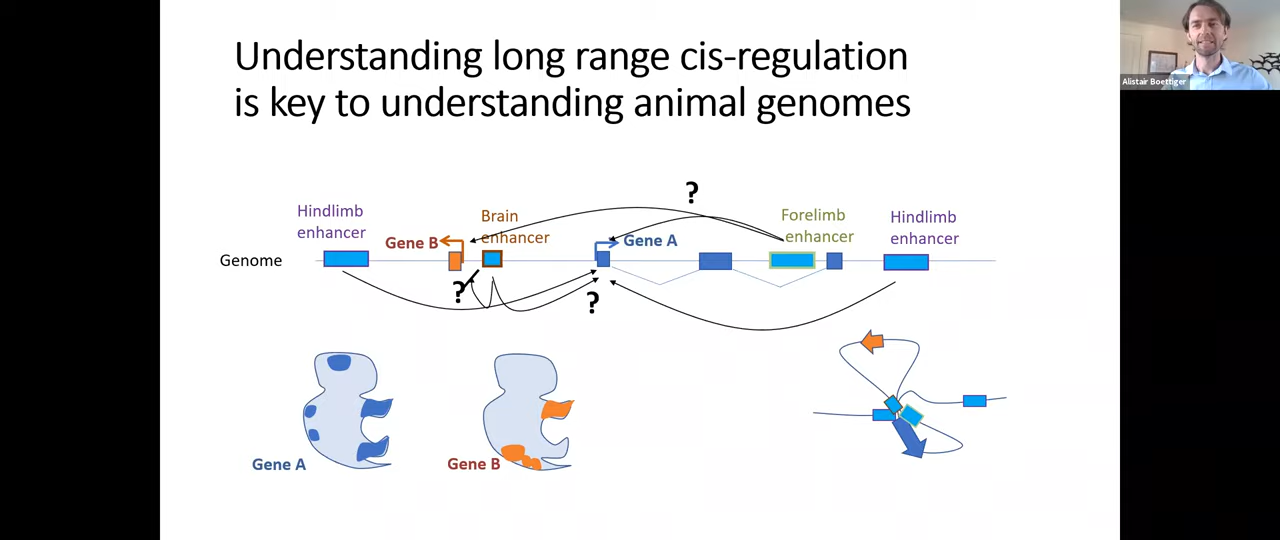 Understanding long range cis-regulation
is key to understanding animal genomes
Alistair Boettiger
?
Hindlimb
enhancer
Brain
enhancer
Forelimb
enhancer
Hindlimb
enhancer
Gene B
Gene A
Genome
?
?
Gene A
Gene B